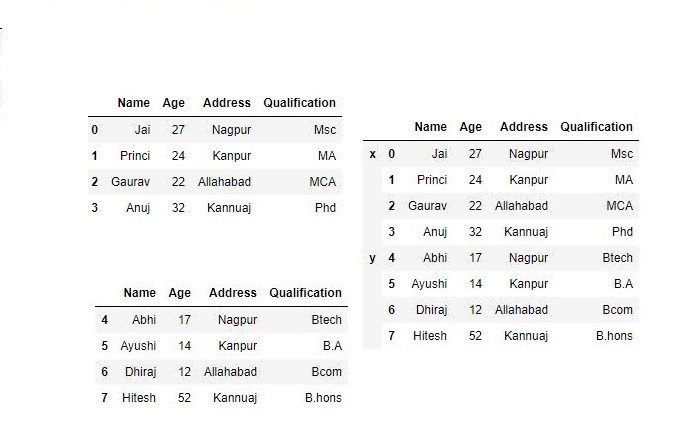 Name Age Address Qualification
0 Jai 27 Nagpur Msc
1 Princi 24 Kanpur MA
2 Gaurav 22 Allahabad MCA
3 Anuj 32 Kannuaj Phd
Name Age Address Qualification
4 Abhi 17 Nagpur Btech
5 Ayushi 14 Kanpur B.A
6 Dhiraj 12 Allahabad Bcom
7 Hitesh 52 Kannuaj B.hons
Name Age Address Qualification
x 0 Jai 27 Nagpur Msc
1 Princi 24 Kanpur MA
2 Gaurav 22 Allahabad MCA
3 Anuj 32 Kannuaj Phd
y 4 Abhi 17 Nagpur Btech
5 Ayushi 14 Kanpur B.A
6 Dhiraj 12 Allahabad Bcom
7 Hitesh 52 Kannuaj B.hons